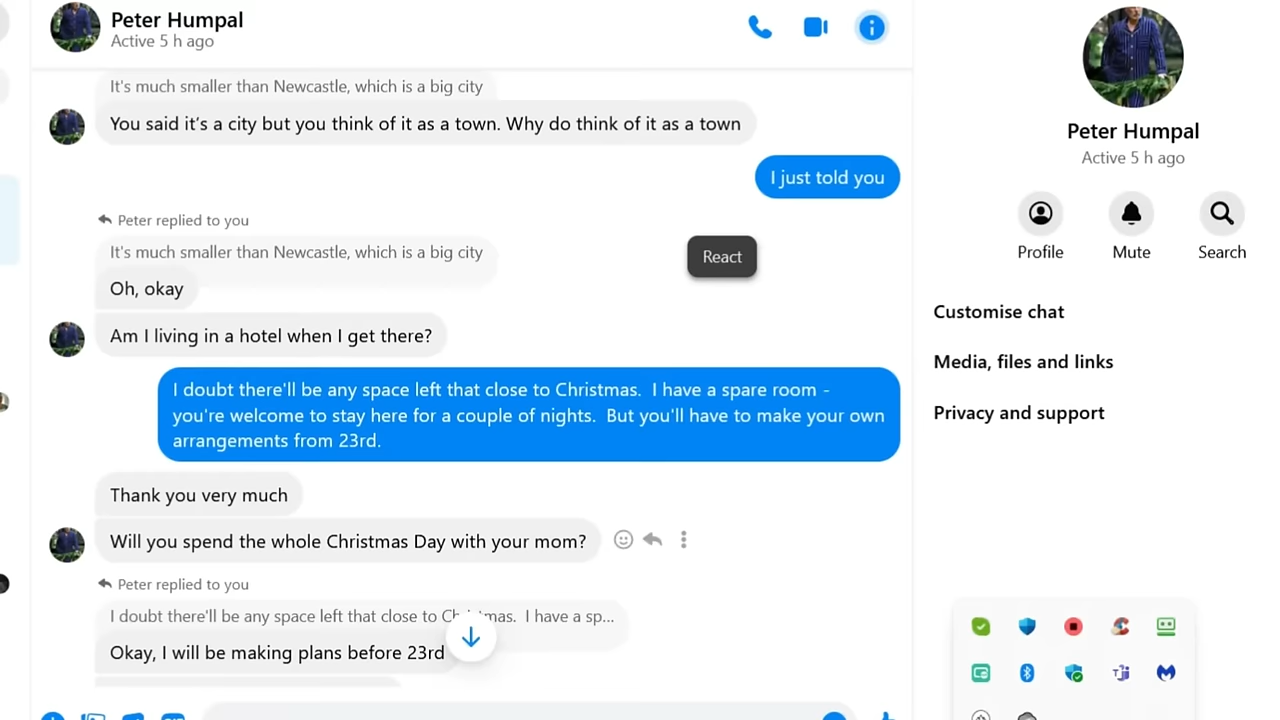 Peter Humpal
Active 5 h ago
It's much smaller than Newcastle, which is a big city
You said it's a city but you think of it as a town. Why do think of it as a town
I just told you
Peter replied to you
It's much smaller than Newcastle, which is a big city
React
Oh, okay
Am I living in a hotel when I get there?
I doubt there'll be any space left that close to Christmas.  I have a spare room -
you're welcome to stay here for a couple of nights.  But you'll have to make your own
arrangements from 23rd.
Thank you very much
Will you spend the whole Christmas Day with your mom?
Peter replied to you
I doubt there'll be any space left that close to Christmas.  I have a sp...
Okay, I will be making plans before 23rd
Peter Humpal
Active 5 h ago
Profile
Mute
Search
Customise chat
Media, files and links
Privacy and support